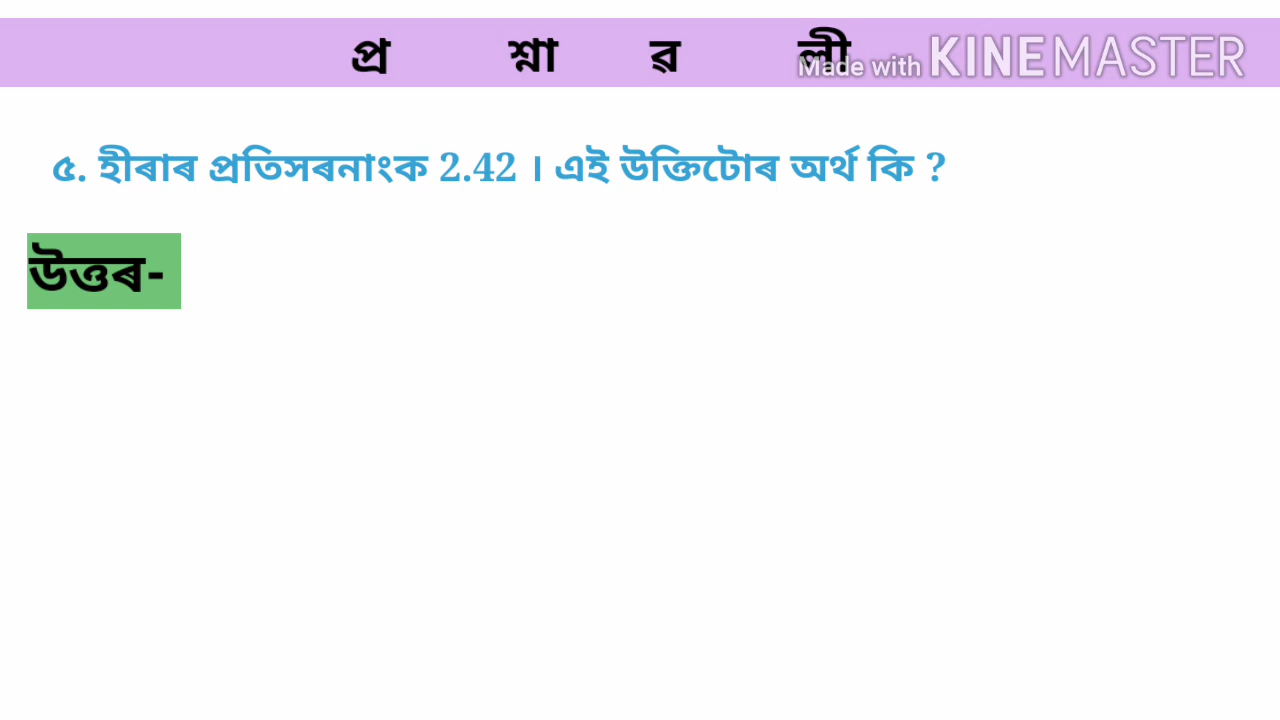 প্ৰ শ্না ৱ লী
Made with KINEMASTER
৫. হীৰাৰ প্ৰতিসৰনাংক 2.42 । এই উক্তিটোৰ অৰ্থ কি ?
উত্তৰ-